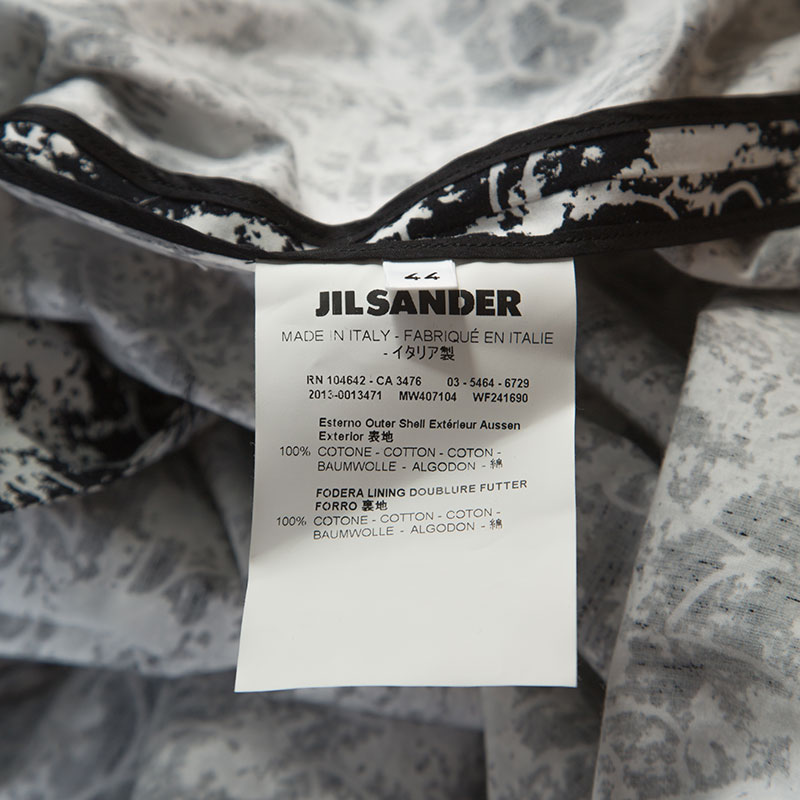 44
JIL SANDER
MADE IN ITALY - FABRIQUÉ EN ITALIE
- イタリア製
RN 104642 - CA 3476 03 - 5464 - 6729
2013-0013471 MW407104 WF241690
Esterno Outer Shell Extérieur Aussen
Exterior 表地
100% COTONE - COTTON - COTON -
BAUMWOLLE - ALGODON - 綿
FODERA LINING DOUBLURE FUTTER
FORRO 裏地
100% COTONE - COTTON - COTON -
BAUMWOLLE - ALGODON - 綿